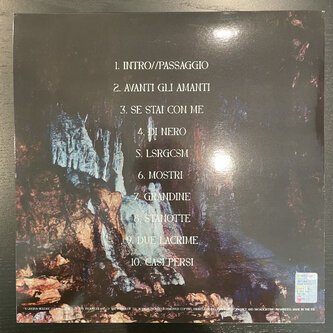 1. INTRO//PASSAGGIO
2. AVANTI GLI AMANTI
3. SE STAI CON ME
4. DI NERO
5. LSRGCSM
6. MOSTRI
7. GRANDINE
8. STANOTTE
9. DUE LACRIME
10. CASI PERSI